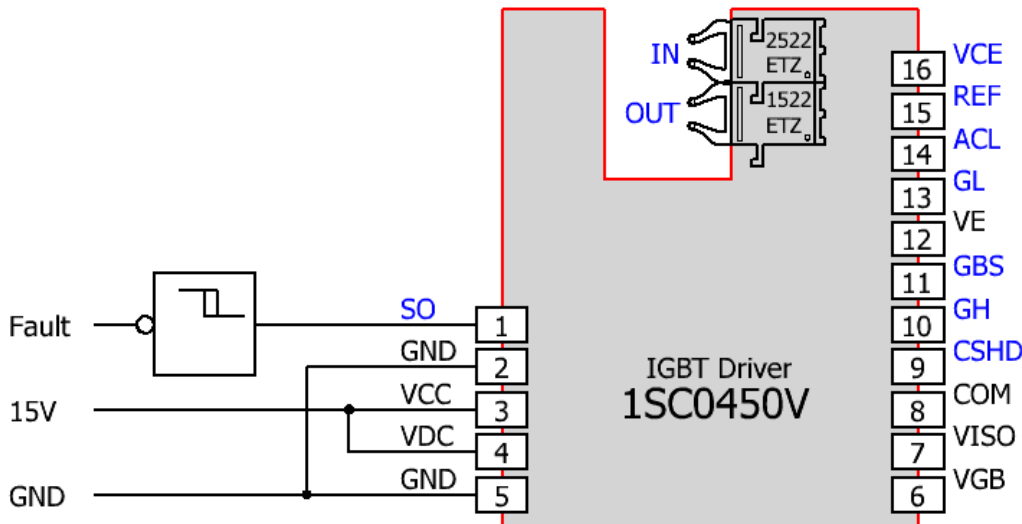 IN
2522
ETZ
OUT
1522
ETZ
16 VCE
15 REF
14 ACL
13 GL
12 VE
11 GBS
10 GH
9 CSHD
8 COM
7 VISO
6 VGB
Fault
SO 1
GND 2
15V
VCC 3
VDC 4
GND
GND 5
IGBT Driver
1SC0450V